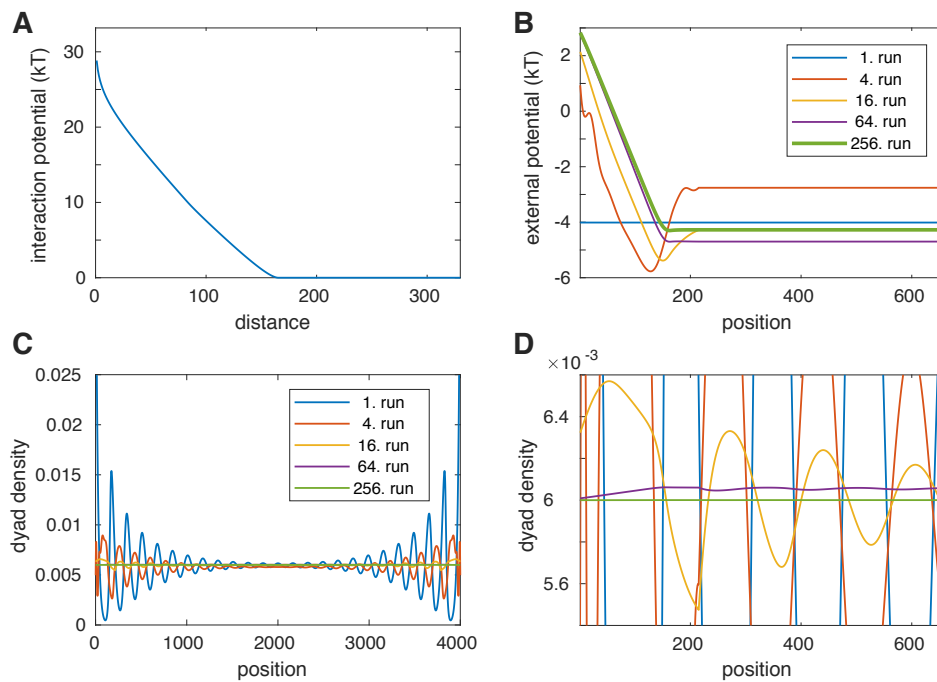 A
interaction potential (kT)
30
20
10
0
0 100 200 300
distance
B
external potential (kT)
2
0
-2
-4
-6
200 400 600
position
1. run
4. run
16. run
64. run
256. run
C
dyad density
0.025
0.02
0.015
0.01
0.005
0
0 1000 2000 3000 4000
position
1. run
4. run
16. run
64. run
256. run
D
×10 -3
dyad density
6.4
6
5.6
200 400 600
position